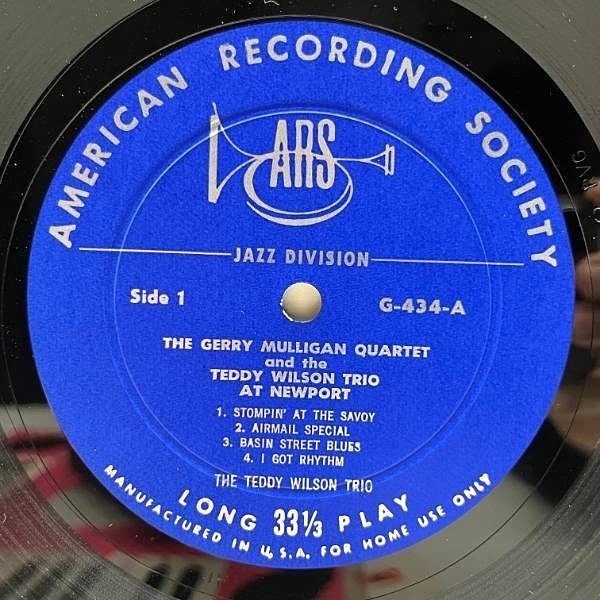 AMERICAN RECORDING SOCIETY
ARS
JAZZ DIVISION
Side 1
G-434-A
THE GERRY MULLIGAN QUARTET
and the
TEDDY WILSON TRIO
AT NEWPORT
1. STOMPIN' AT THE SAVOY
2. AIRMAIL SPECIAL
3. BASIN STREET BLUES
4. I GOT RHYTHM
THE TEDDY WILSON TRIO
LONG 33⅓ PLAY
MANUFACTURED IN U.S.A. FOR HOME USE ONLY
RVG